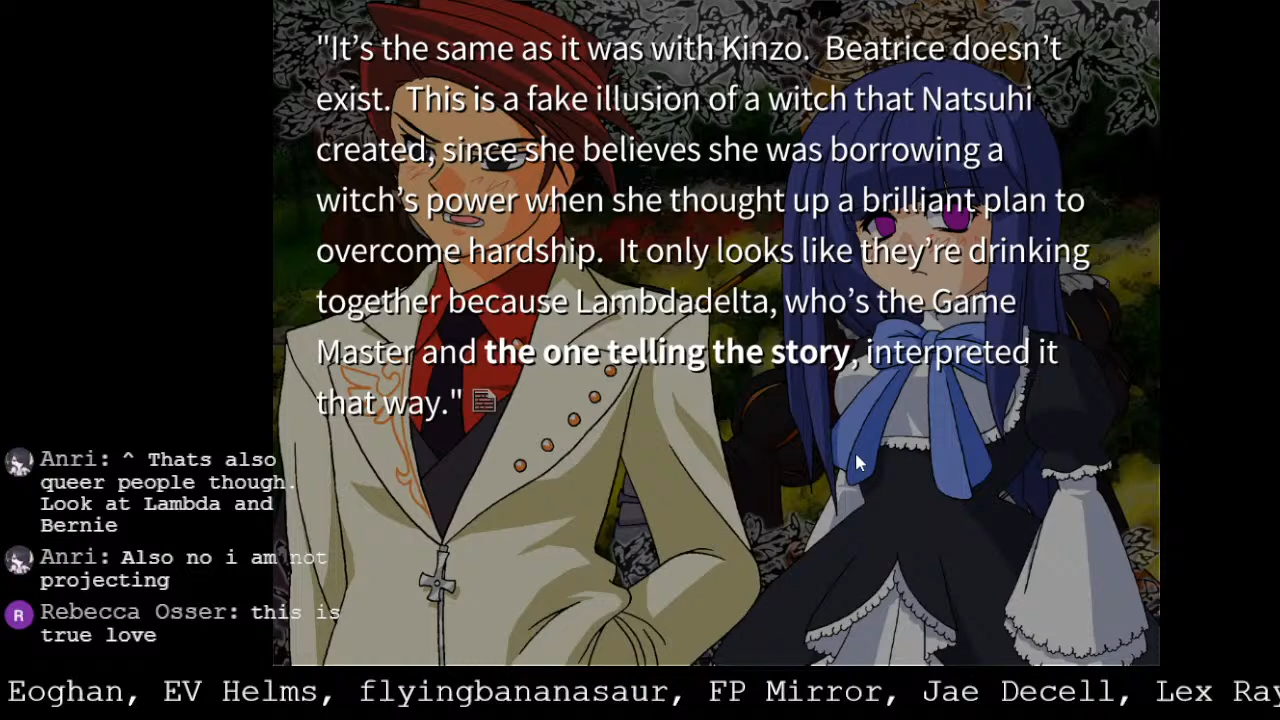 "It’s the same as it was with Kinzo.  Beatrice doesn’t
exist.  This is a fake illusion of a witch that Natsuhi
created, since she believes she was borrowing a
witch’s power when she thought up a brilliant plan to
overcome hardship.  It only looks like they’re drinking
together because Lambdadelta, who’s the Game
Master and the one telling the story, interpreted it
that way."
Anri: ^ Thats also
queer people though.
Look at Lambda and
Bernie
Anri: Also no i am not
projecting
R Rebecca Osser: this is
true love
Eoghan, EV Helms, flyingbananasaur, FP Mirror, Jae Decell, Lex Ray